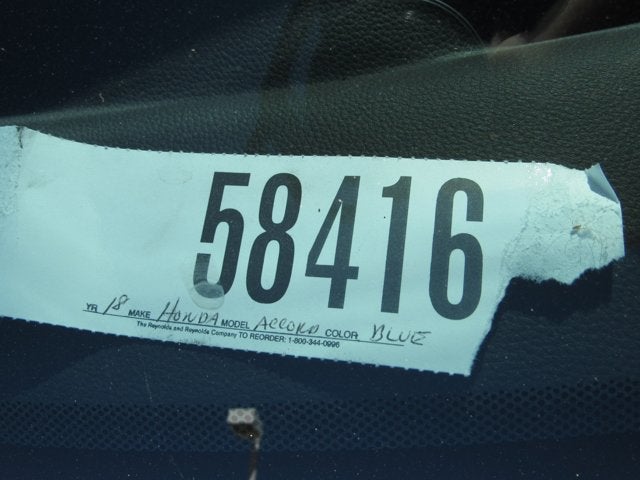 58416
YR 18 MAKE HONDA MODEL ACCORD COLOR BLUE
The Reynolds and Reynolds Company TO REORDER: 1-800-344-0996